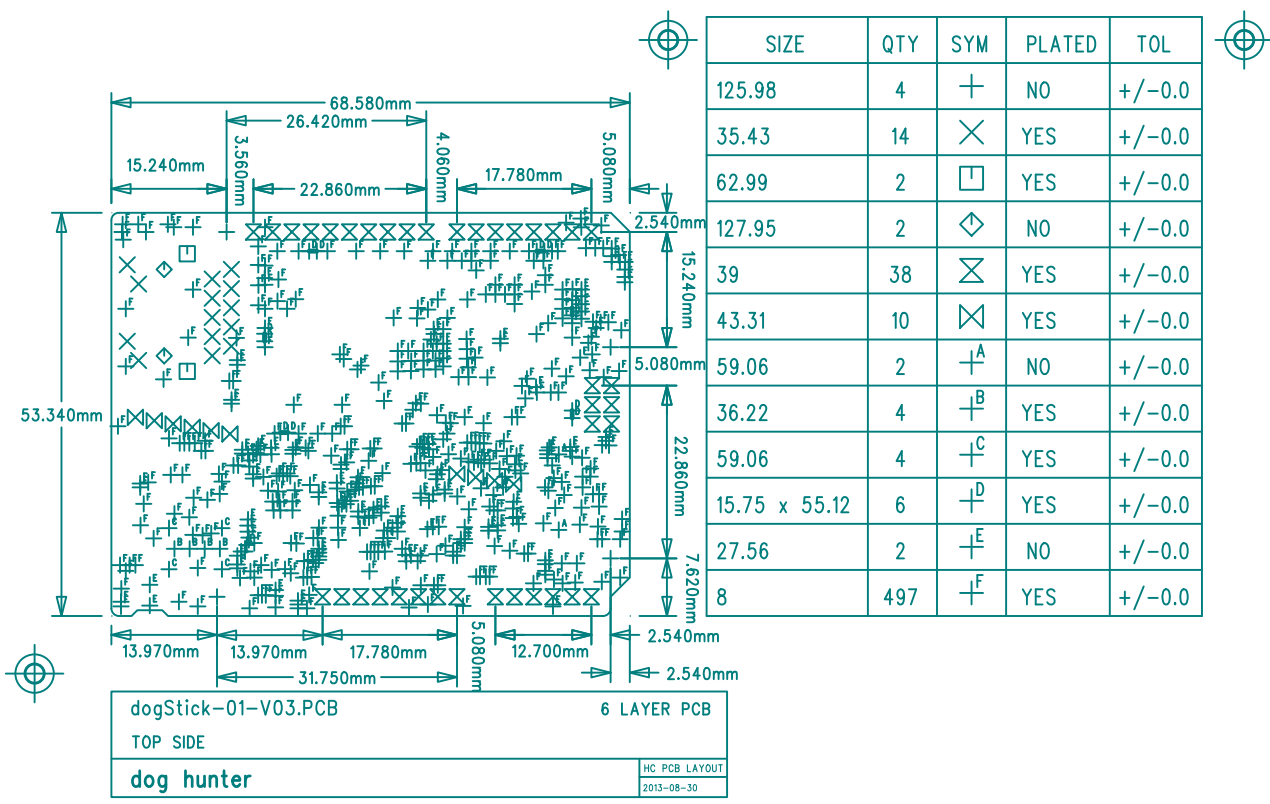 SIZE QTY SYM PLATED TOL
125.98 4 NO +/-0.0
35.43 14 YES +/-0.0
62.99 2 YES +/-0.0
127.95 2 NO +/-0.0
39 38 YES +/-0.0
43.31 10 YES +/-0.0
59.06 2 A NO +/-0.0
36.22 4 B YES +/-0.0
59.06 4 C YES +/-0.0
15.75 x 55.12 6 D YES +/-0.0
27.56 2 E NO +/-0.0
8 497 F YES +/-0.0
68.580mm
26.420mm
3.560mm
4.060mm
5.080mm
15.240mm
22.860mm
17.780mm
2.540mm
15.240mm
5.080mm
53.340mm
22.860mm
7.620mm
2.540mm
13.970mm
13.970mm
17.780mm
5.080mm
12.700mm
31.750mm
2.540mm
dogStick-01-V03.PCB 6 LAYER PCB
TOP SIDE
dog hunter
HC PCB LAYOUT
2013-08-30